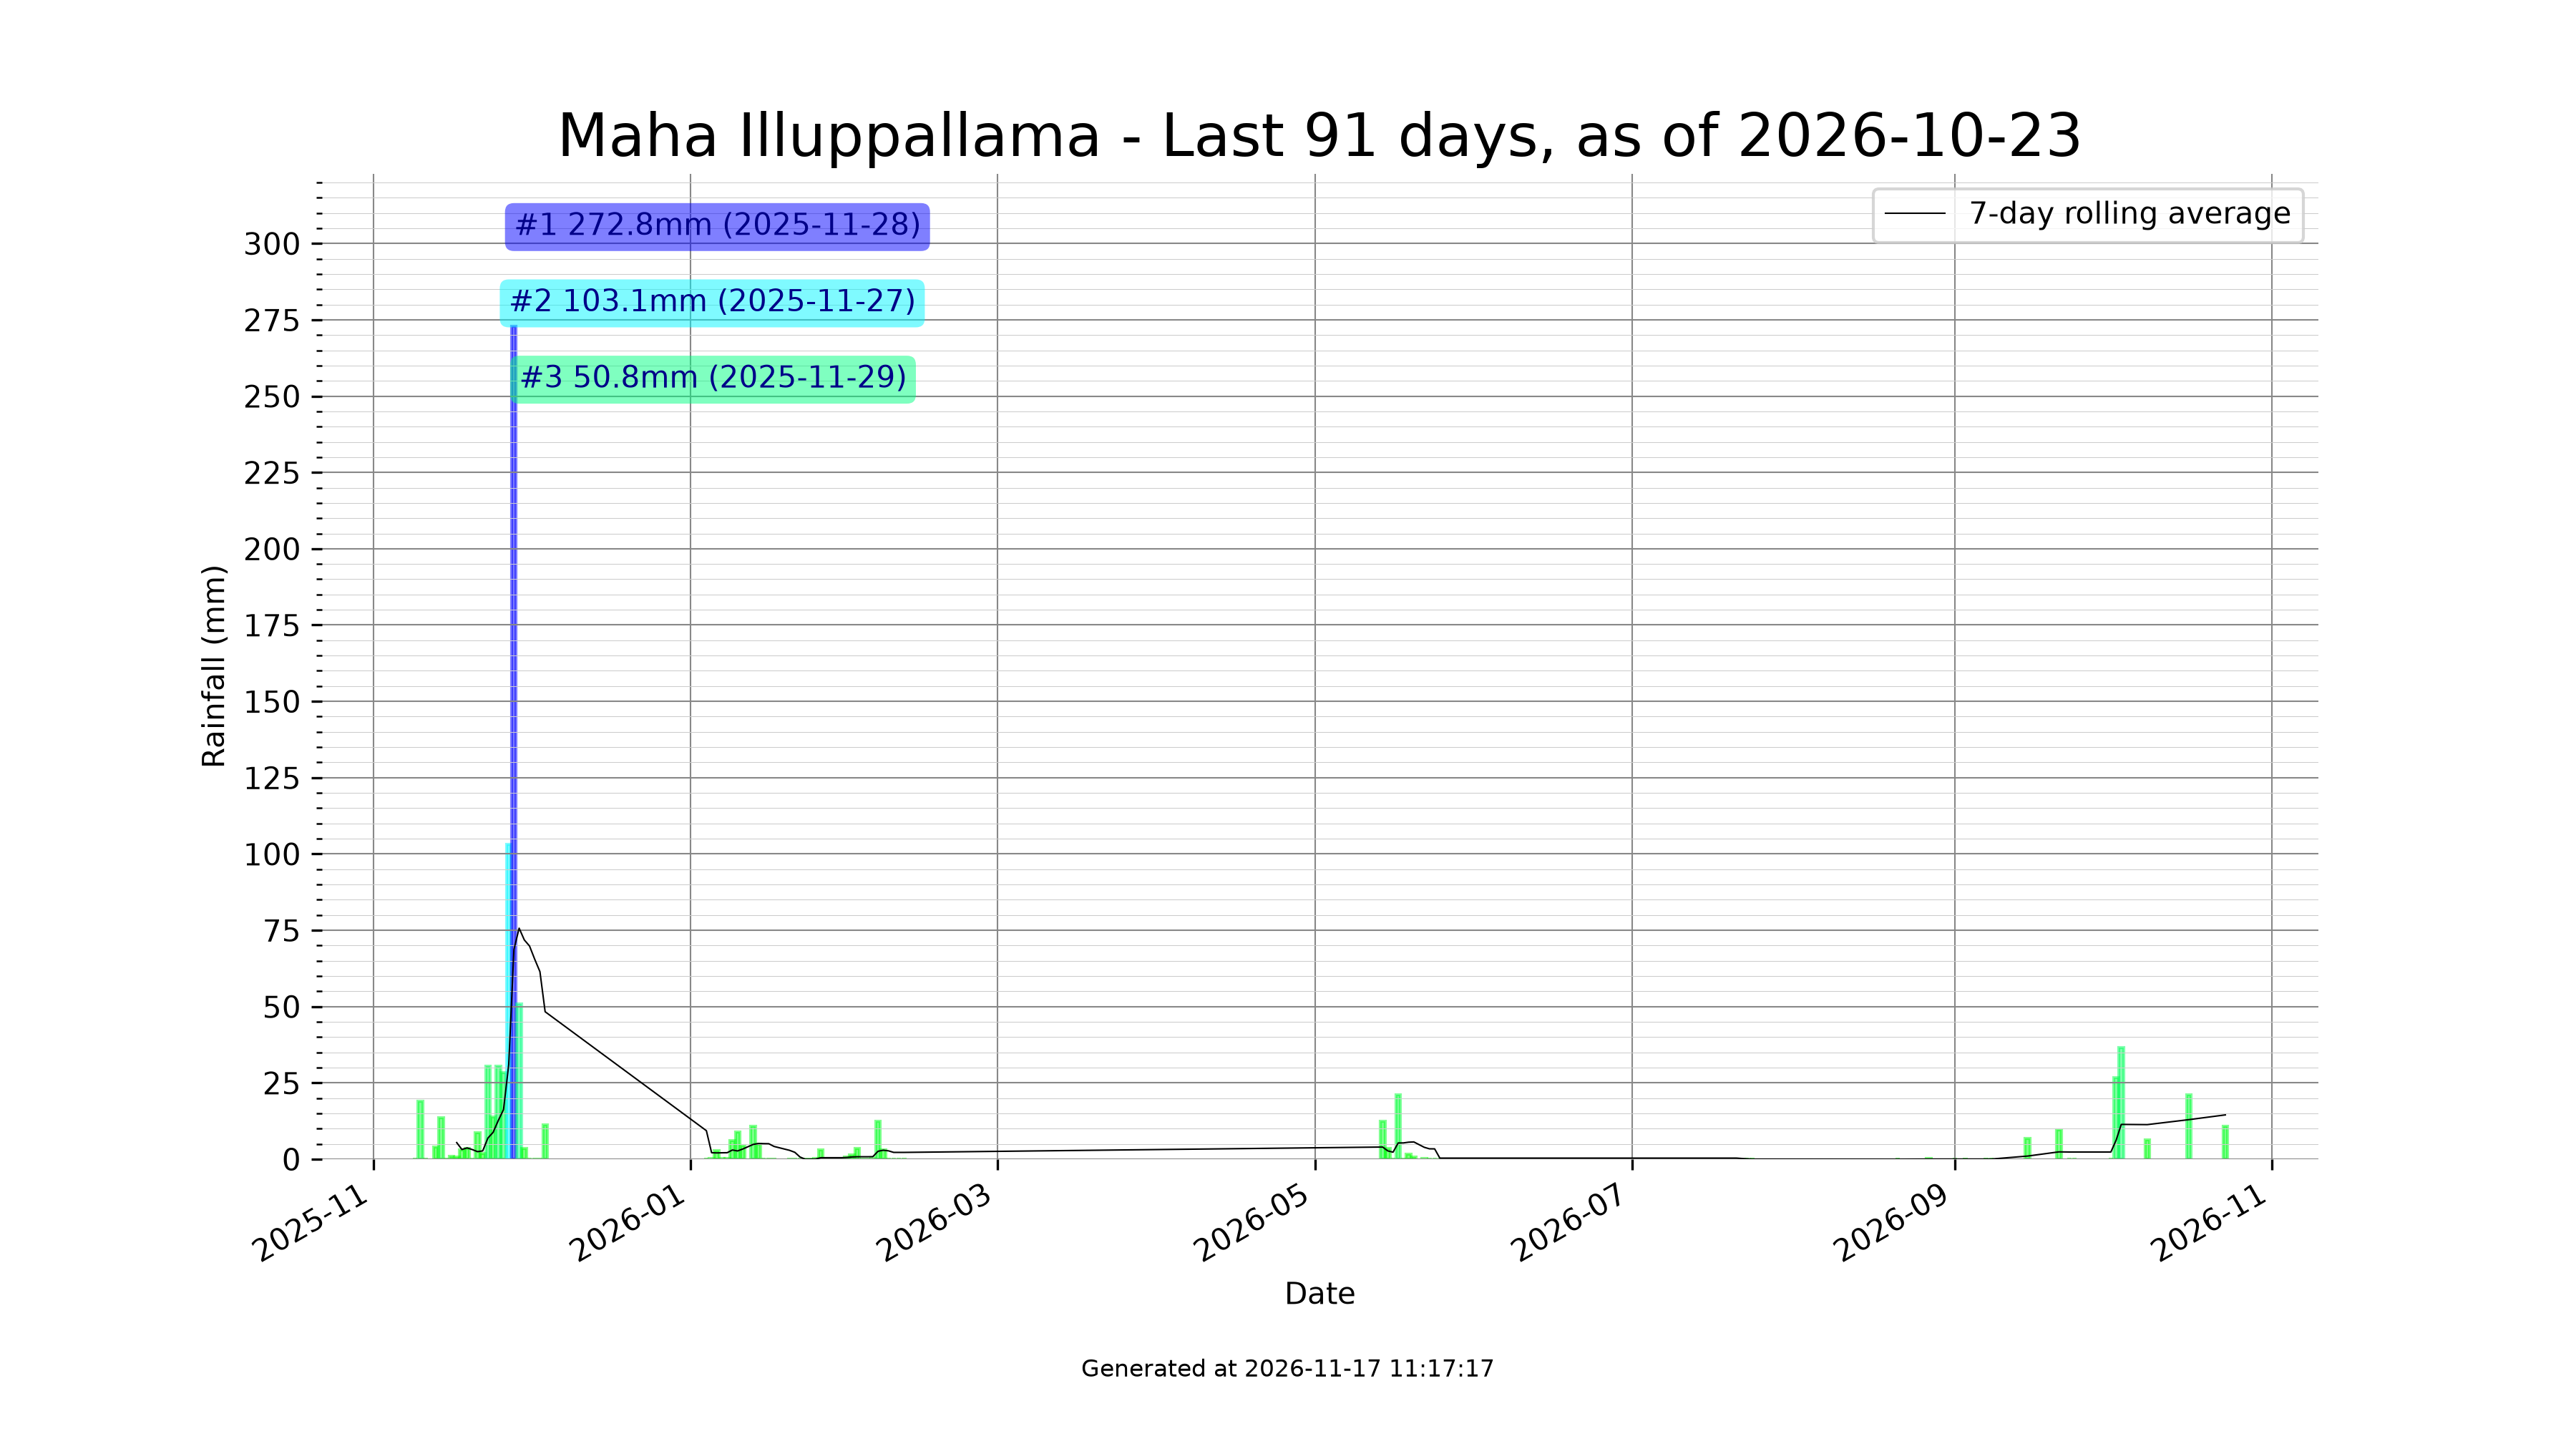 Maha Illuppallama - Last 91 days, as of 2026-10-23
#1 272.8mm (2025-11-28)
#2 103.1mm (2025-11-27)
#3 50.8mm (2025-11-29)
7-day rolling average
Rainfall (mm)
300
275
250
225
200
175
150
125
100
75
50
25
0
2025-11
2026-01
2026-03
2026-05
2026-07
2026-09
2026-11
Date
Generated at 2026-11-17 11:17:17